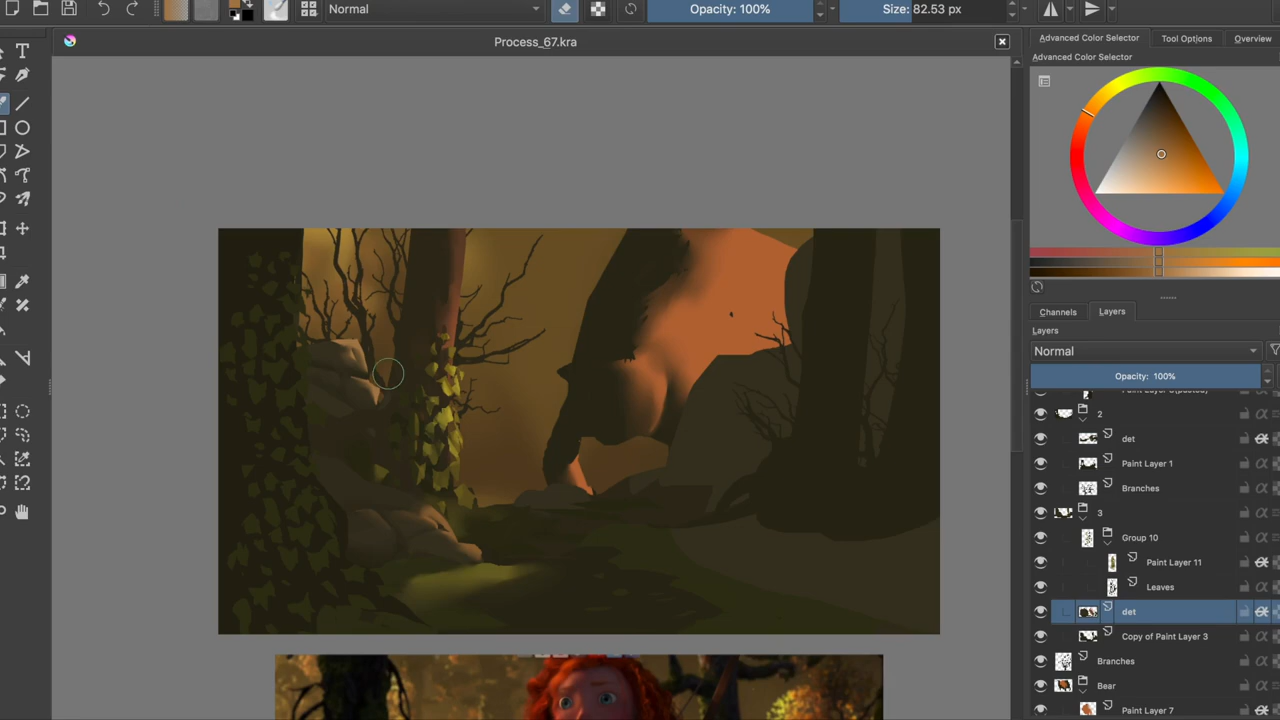 Normal
Opacity: 100%
Size: 82.53 px
Process_67.kra
Advanced Color Selector
Tool Options
Overview
Advanced Color Selector
Channels
Layers
Layers
Normal
Opacity: 100%
2
det
Paint Layer 1
Branches
3
Group 10
Paint Layer 11
Leaves
det
Copy of Paint Layer 3
Branches
Bear
Paint Layer 7